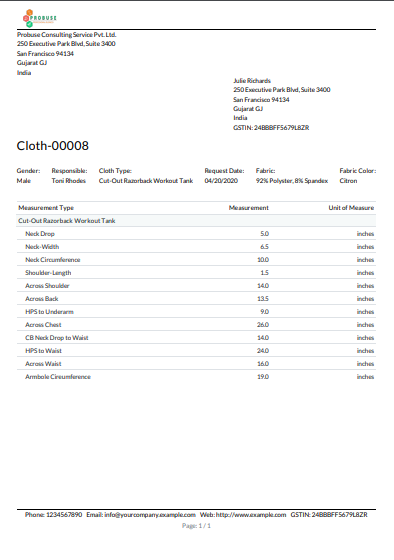 PROBUSE
Probuse Consulting Service Pvt. Ltd.
250 Executive Park Blvd, Suite 3400
San Francisco 94134
Gujarat GJ
India
Julie Richards
250 Executive Park Blvd, Suite 3400
San Francisco 94134
Gujarat GJ
India
GSTIN: 24BBBFF5679L8ZR
Cloth-00008
Gender: Responsible: Cloth Type: Request Date: Fabric: Fabric Color:
Male Toni Rhodes Cut-Out Razorback Workout Tank 04/20/2020 92% Polyster, 8% Spandex Citron
Measurement Type Measurement Unit of Measure
Cut-Out Razorback Workout Tank
Neck Drop 5.0 inches
Neck-Width 6.5 inches
Neck Circumference 10.0 inches
Shoulder-Length 1.5 inches
Across Shoulder 14.0 inches
Across Back 13.5 inches
HPS to Underarm 9.0 inches
Across Chest 26.0 inches
CB Neck Drop to Waist 14.0 inches
HPS to Waist 24.0 inches
Across Waist 16.0 inches
Armhole Circumference 19.0 inches
Phone: 1234567890 Email: info@yourcompany.example.com Web: http://www.example.com GSTIN: 24BBBFF5679L8ZR
Page: 1 / 1